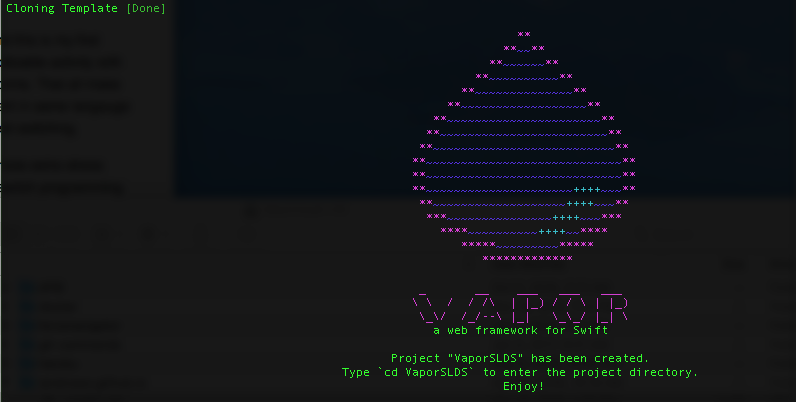 Cloning Template [Done]
VAPOR
a web framework for Swift
Project "VaporSLDS" has been created.
Type `cd VaporSLDS` to enter the project directory.
Enjoy!